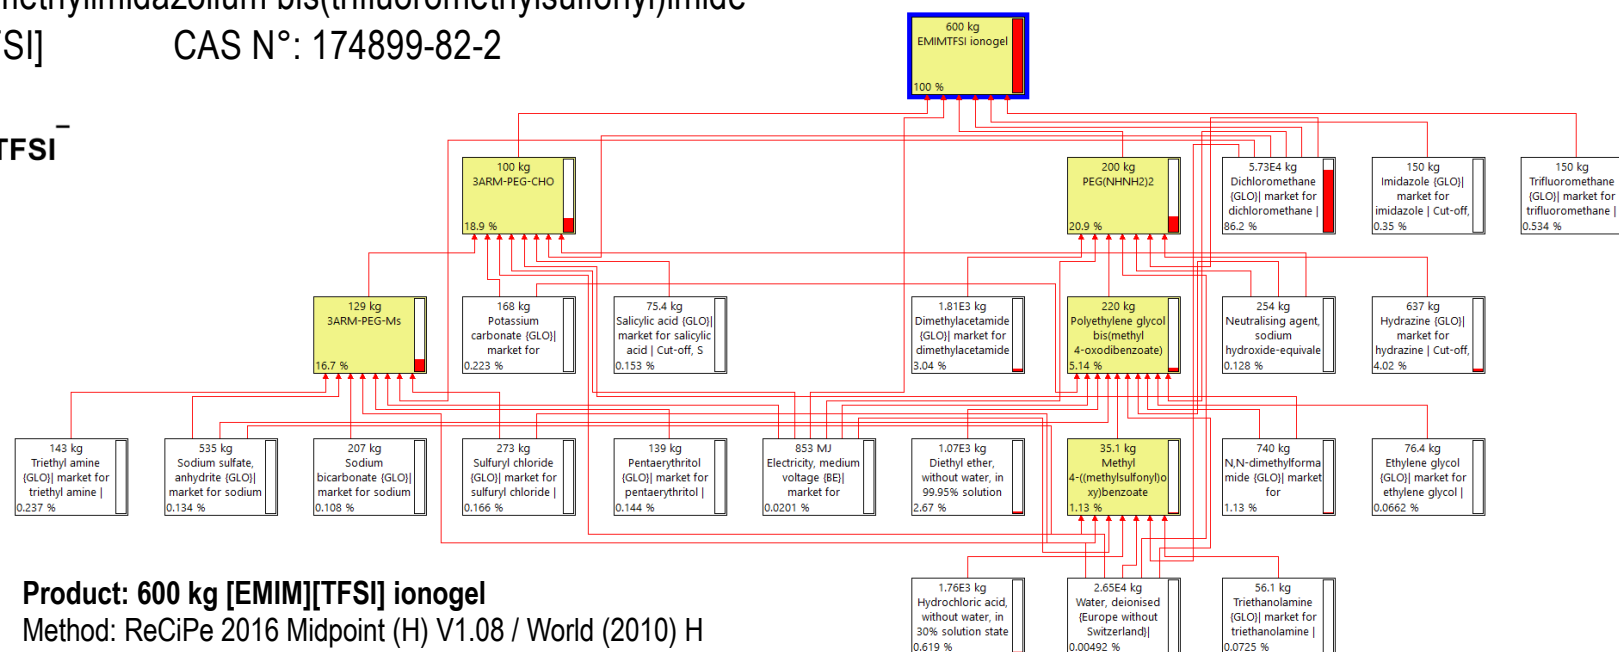 methylimidazolium bis(trifluoromethylsulfonyl)imide
FSI]
CAS N°: 174899-82-2
TFSI⁻
600 kg
EMIMTFSI ionogel
100 %
100 kg
3ARM-PEG-CHO
18.9 %
200 kg
PEG(NHNH2)2
20.9 %
5.73E4 kg
Dichloromethane
{GLO}| market for
dichloromethane |
86.2 %
150 kg
Imidazole {GLO}|
market for
imidazole | Cut-off,
0.35 %
150 kg
Trifluoromethane
{GLO}| market for
trifluoromethane |
0.534 %
129 kg
3ARM-PEG-Ms
16.7 %
168 kg
Potassium
carbonate {GLO}|
market for
0.223 %
75.4 kg
Salicylic acid {GLO}|
market for salicylic
acid | Cut-off, S
0.153 %
1.81E3 kg
Dimethylacetamide
{GLO}| market for
dimethylacetamide
3.04 %
220 kg
Polyethylene glycol
bis(methyl
4-oxodibenzoate)
5.14 %
254 kg
Neutralising agent,
sodium
hydroxide-equivale
0.128 %
637 kg
Hydrazine {GLO}|
market for
hydrazine | Cut-off,
4.02 %
143 kg
Triethyl amine
{GLO}| market for
triethyl amine |
0.237 %
535 kg
Sodium sulfate,
anhydrite {GLO}|
market for sodium
0.134 %
207 kg
Sodium
bicarbonate {GLO}|
market for sodium
0.108 %
273 kg
Sulfuryl chloride
{GLO}| market for
sulfuryl chloride |
0.166 %
139 kg
Pentaerythritol
{GLO}| market for
pentaerythritol |
0.144 %
853 MJ
Electricity, medium
voltage {BE}|
market for
0.0201 %
1.07E3 kg
Diethyl ether,
without water, in
99.95% solution
2.67 %
35.1 kg
Methyl
4-((methylsulfonyl)o
xy)benzoate
1.13 %
740 kg
N,N-dimethylforma
mide {GLO}| market
for
1.13 %
76.4 kg
Ethylene glycol
{GLO}| market for
ethylene glycol |
0.0662 %
1.76E3 kg
Hydrochloric acid,
without water, in
30% solution state
0.619 %
2.65E4 kg
Water, deionised
{Europe without
Switzerland}|
0.00492 %
56.1 kg
Triethanolamine
{GLO}| market for
triethanolamine |
0.0725 %
Product: 600 kg [EMIM][TFSI] ionogel
Method: ReCiPe 2016 Midpoint (H) V1.08 / World (2010) H